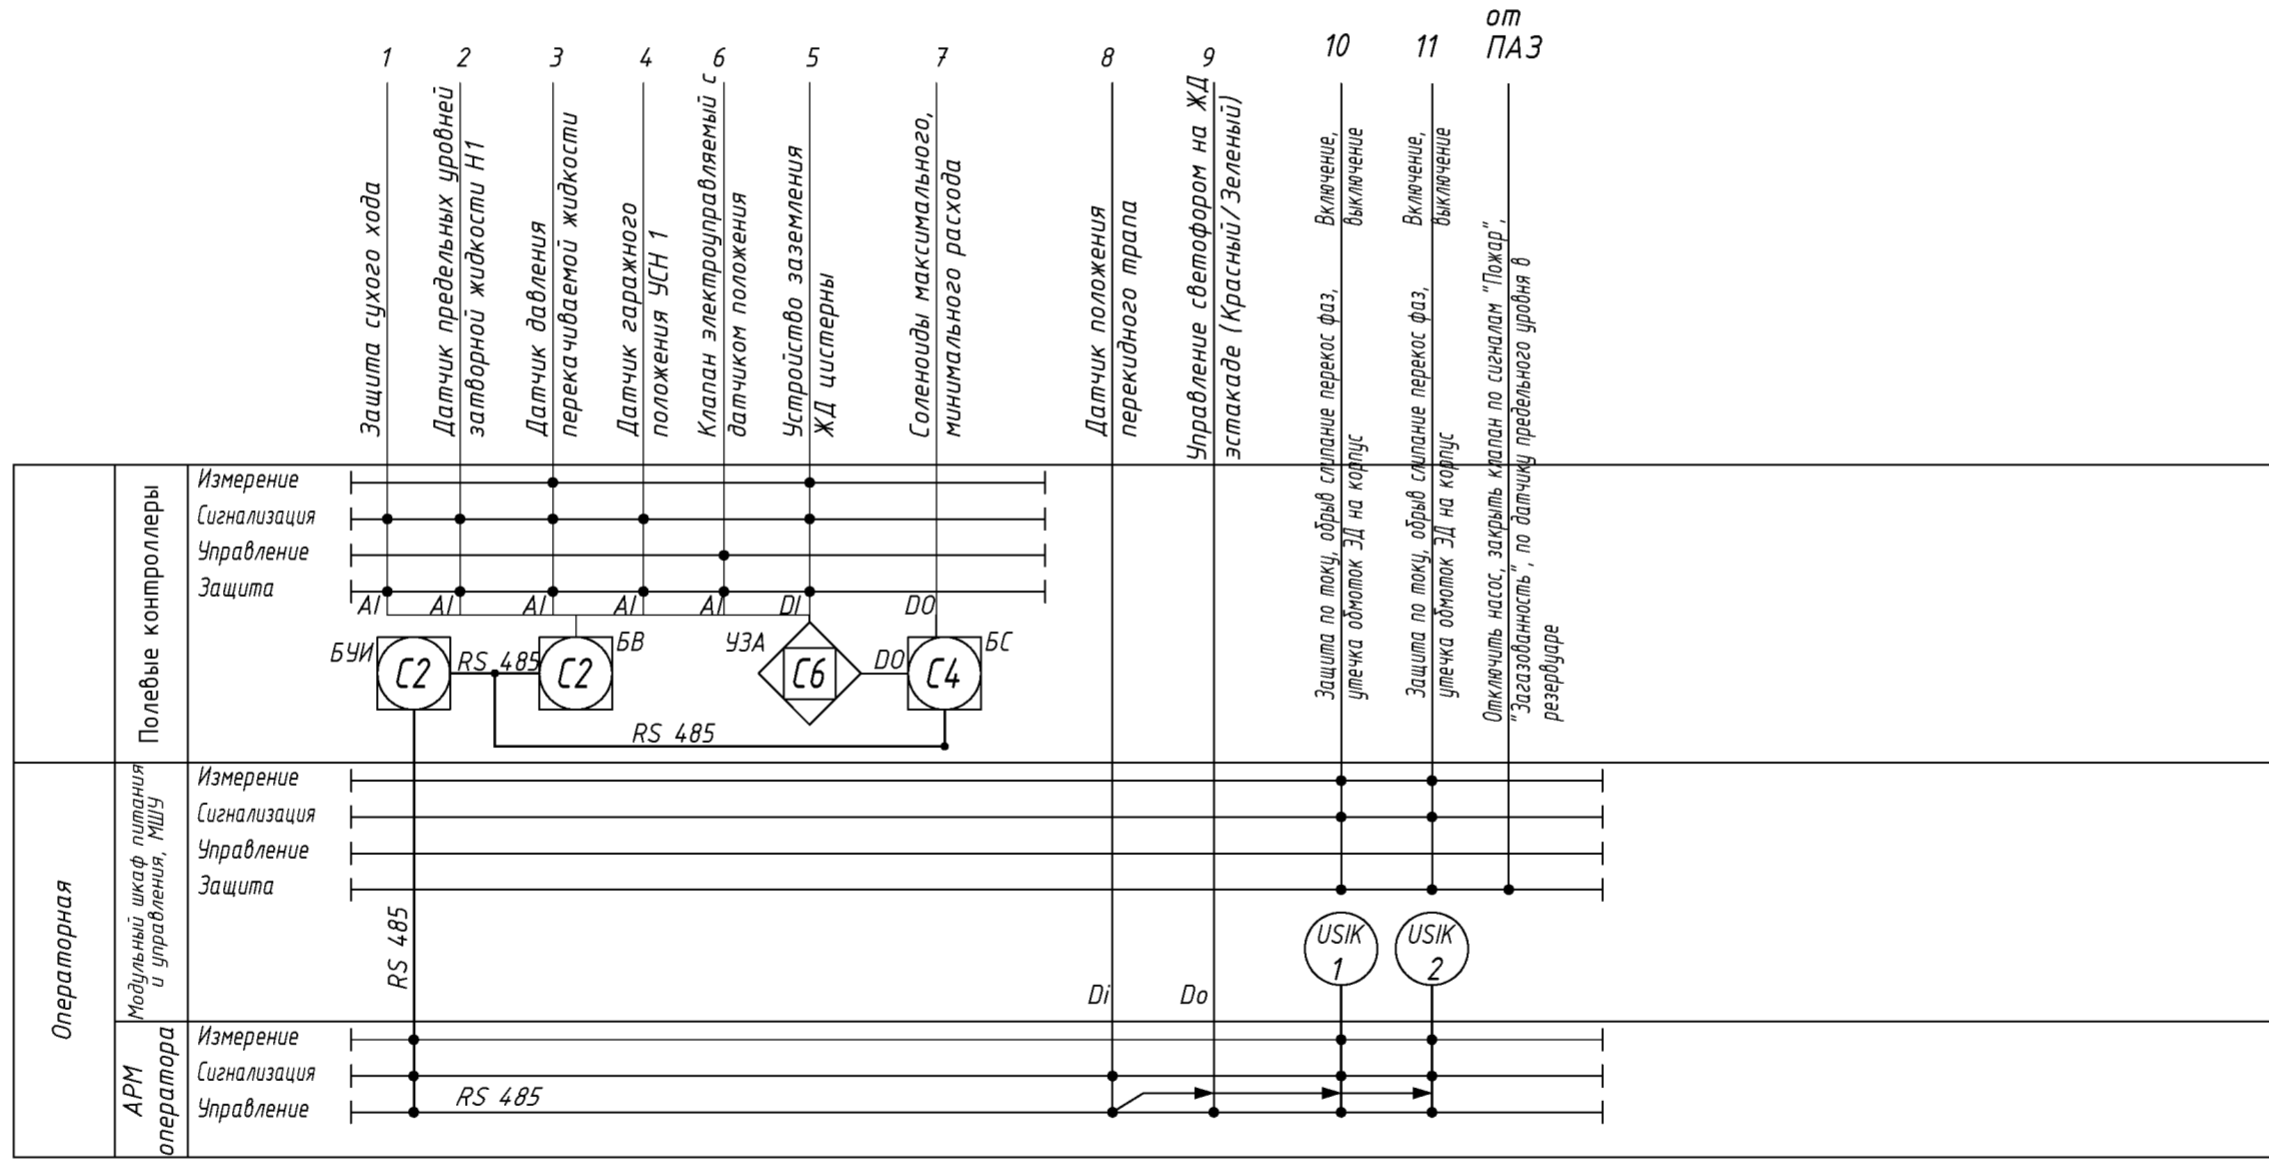 от
ПАЗ
1
2
3
4
6
5
7
8
9
10
11
Защита сухого хода
Датчик предельных уровней
затворной жидкости Н1
Датчик давления
перекачиваемой жидкости
Датчик гаражного
положения УСН 1
Клапан электроуправляемый с
датчиком положения
Устройство заземления
ЖД цистерны
Соленоиды максимального,
минимального расхода
Датчик положения
перекидного трапа
Управление светофором на ЖД
эстакаде (Красный/Зеленый)
Включение,
выключение
Защита по току, обрыв слипание перекос фаз,
утечка обмоток ЭД на корпус
Включение,
выключение
Защита по току, обрыв слипание перекос фаз,
утечка обмоток ЭД на корпус
Отключить насос, закрыть клапан по сигналам "Пожар",
"Загазованность", по датчику предельного уровня в
резервуаре
Полевые контроллеры
Измерение
Сигнализация
Управление
Защита
AI
AI
AI
AI
AI
DI
DO
БУИ
С2
RS 485
С2
БВ
УЗА
С6
DO
С4
БС
RS 485
Операторная
Модульный шкаф питания
и управления, МШУ
Измерение
Сигнализация
Управление
Защита
RS 485
USIK
1
USIK
2
Di
Do
АРМ
оператора
Измерение
Сигнализация
Управление
RS 485